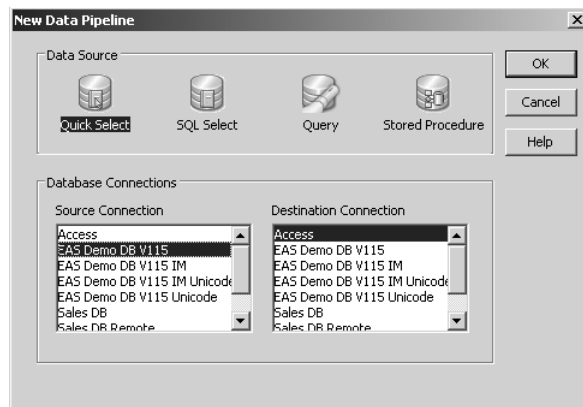 New Data Pipeline
Data Source
Quick Select
SQL Select
Query
Stored Procedure
OK
Cancel
Help
Database Connections
Source Connection
Access
EAS Demo DB V115
EAS Demo DB V115 IM
EAS Demo DB V115 IM Unicode
EAS Demo DB V115 Unicode
Sales DB
Sales DB Remote
Destination Connection
Access
EAS Demo DB V115
EAS Demo DB V115 IM
EAS Demo DB V115 IM Unicode
EAS Demo DB V115 Unicode
Sales DB
Sales DB Remote